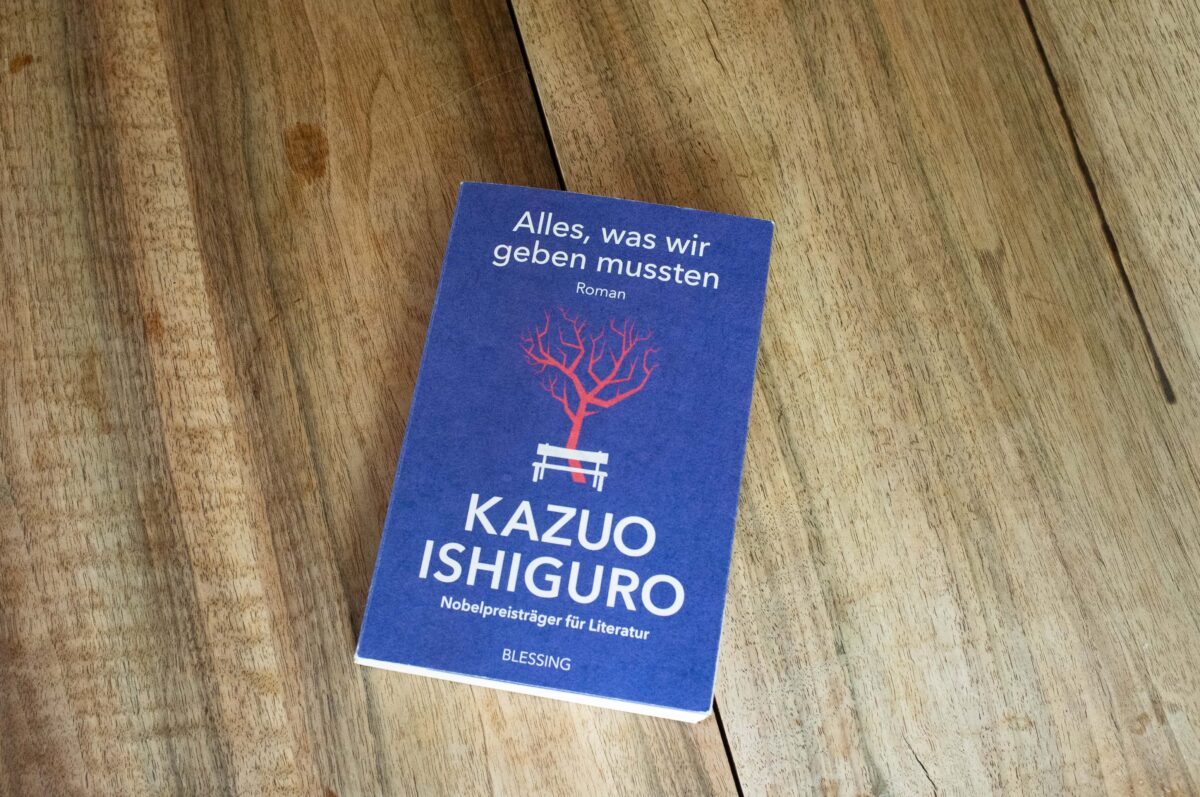 Alles, was wir
geben mussten
Roman
KAZUO
ISHIGURO
Nobelpreisträger für Literatur
BLESSING